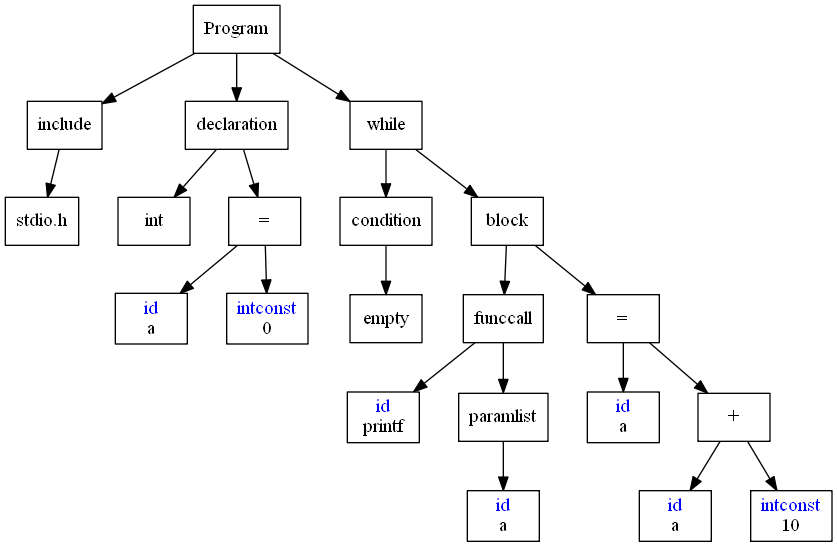 Program
include
declaration
while
stdio.h
int
=
condition
block
id
a
intconst
0
empty
funccall
=
id
printf
paramlist
id
a
+
id
a
id
a
intconst
10